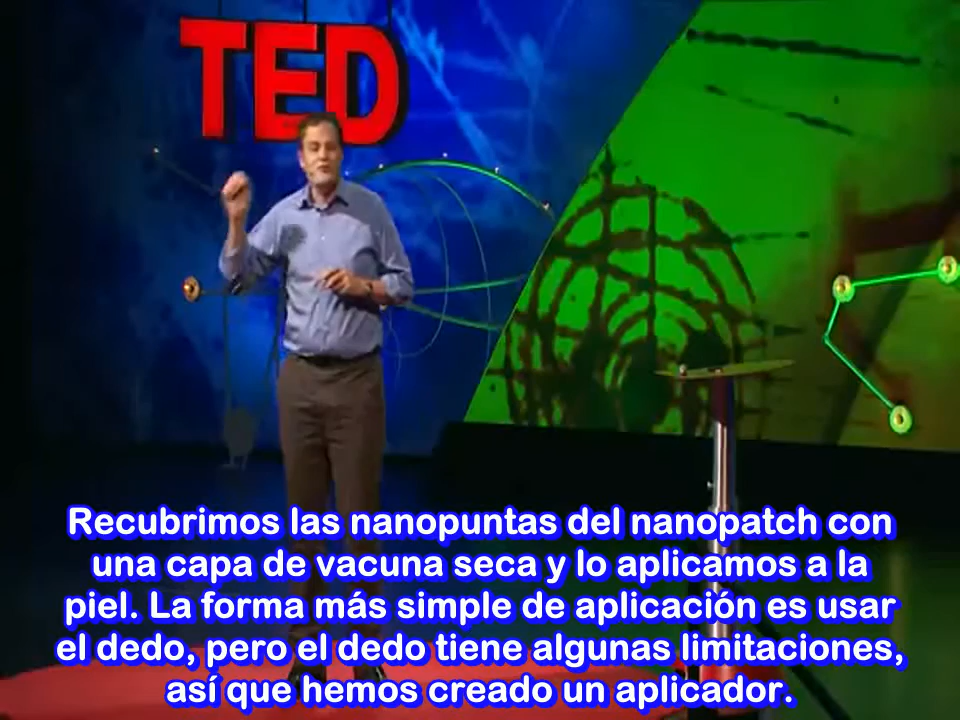 TED
Recubrimos las nanopuntas del nanopatch con
una capa de vacuna seca y lo aplicamos a la
piel. La forma más simple de aplicación es usar
el dedo, pero el dedo tiene algunas limitaciones,
así que hemos creado un aplicador.